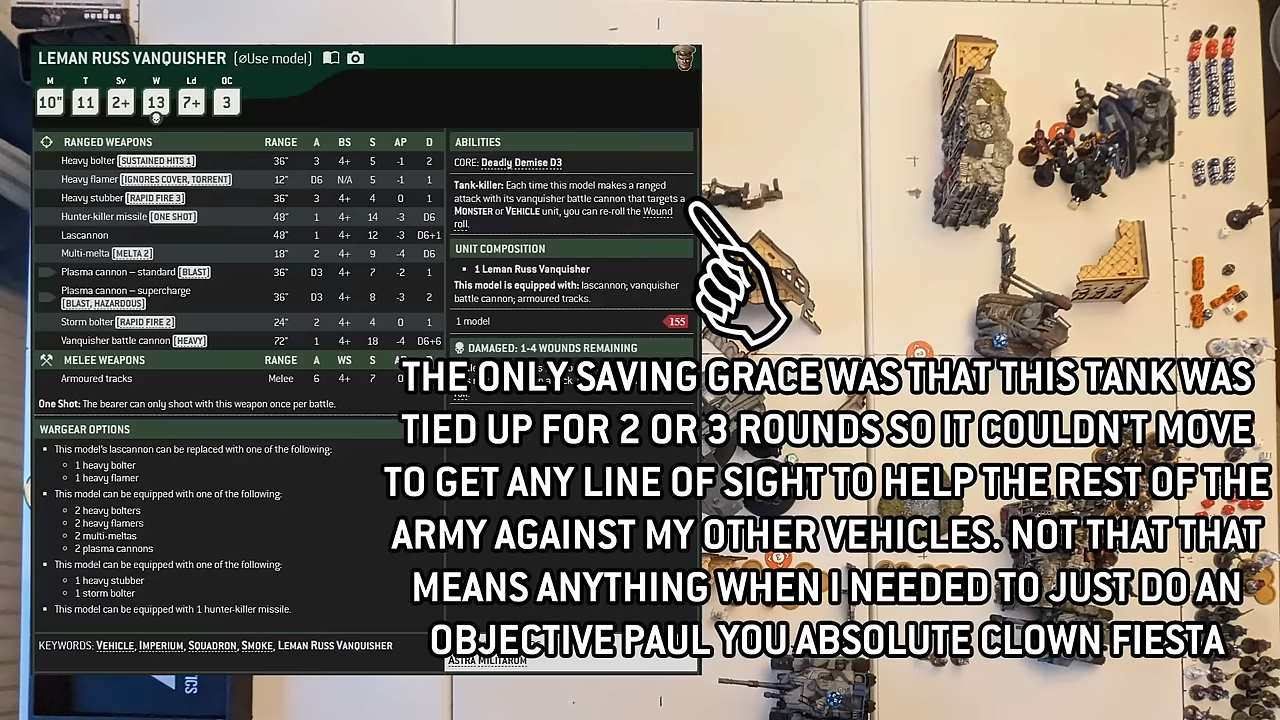 LEMAN RUSS VANQUISHER (⌀Use model)
M T Sv W Ld OC
10" 11 2+ 13 7+ 3
RANGED WEAPONS RANGE A BS S AP D
Heavy bolter [SUSTAINED HITS 1] 36" 3 4+ 5 -1 2
Heavy flamer [IGNORES COVER, TORRENT] 12" D6 N/A 5 -1 1
Heavy stubber [RAPID FIRE 3] 36" 3 4+ 4 0 1
Hunter-killer missile [ONE SHOT] 48" 1 4+ 14 -3 D6
Lascannon 48" 1 4+ 12 -3 D6+1
Multi-melta [MELTA 2] 18" 2 4+ 9 -4 D6
Plasma cannon – standard [BLAST] 36" D3 4+ 7 -2 1
Plasma cannon – supercharge
[BLAST, HAZARDOUS] 36" D3 4+ 8 -3 2
Storm bolter [RAPID FIRE 2] 24" 2 4+ 4 0 1
Vanquisher battle cannon [HEAVY] 72" 1 4+ 18 -4 D6+6
MELEE WEAPONS RANGE A WS S
Armoured tracks Melee 6 4+ 7
One Shot: The bearer can only shoot with this weapon once per battle.
ABILITIES
CORE: Deadly Demise D3
Tank-killer: Each time this model makes a ranged
attack with its vanquisher battle cannon that targets a
MONSTER or VEHICLE unit, you can re-roll the Wound
roll.
UNIT COMPOSITION
1 Leman Russ Vanquisher
This model is equipped with: lascannon; vanquisher
battle cannon; armoured tracks.
1 model 155
DAMAGED: 1-4 WOUNDS REMAINING
WARGEAR OPTIONS
This model's lascannon can be replaced with one of the following:
1 heavy bolter
1 heavy flamer
This model can be equipped with one of the following:
2 heavy bolters
2 heavy flamers
2 multi-meltas
2 plasma cannons
This model can be equipped with one of the following:
1 heavy stubber
1 storm bolter
This model can be equipped with 1 hunter-killer missile.
KEYWORDS: VEHICLE, IMPERIUM, SQUADRON, SMOKE, LEMAN RUSS VANQUISHER
ASTRA MILITARUM
THE ONLY SAVING GRACE WAS THAT THIS TANK WAS
TIED UP FOR 2 OR 3 ROUNDS SO IT COULDN'T MOVE
TO GET ANY LINE OF SIGHT TO HELP THE REST OF THE
ARMY AGAINST MY OTHER VEHICLES. NOT THAT THAT
MEANS ANYTHING WHEN I NEEDED TO JUST DO AN
OBJECTIVE PAUL YOU ABSOLUTE CLOWN FIESTA